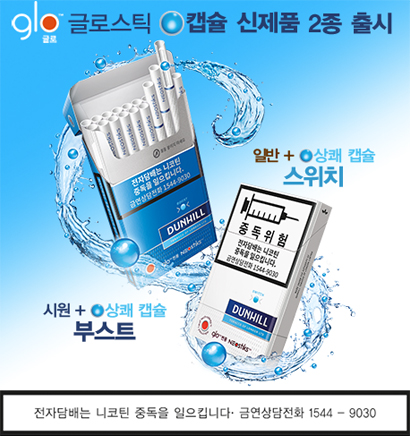 glo™ 글로스틱 캡슐 신제품 2종 출시
글로
전자담배는 니코틴
중독을 일으킵니다.
금연상담전화 1544-9030
DUNHILL
일반 + 상쾌 캡슐
스위치
중독위험
전자담배는 니코틴
중독을 일으킵니다.
금연상담전화 1544-9030
DUNHILL
시원 + 상쾌 캡슐
부스트
전자담배는 니코틴 중독을 일으킵니다· 금연상담전화 1544 - 9030